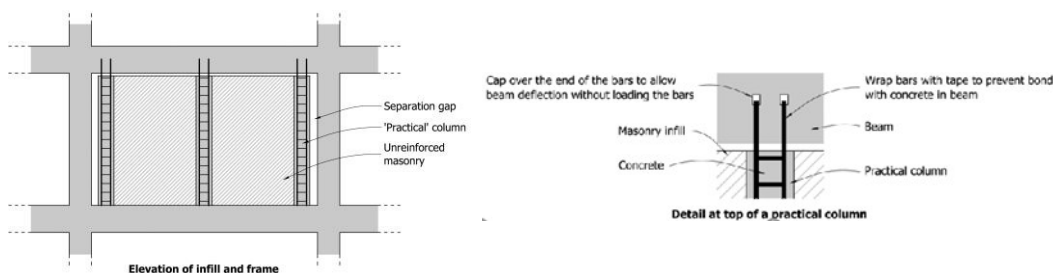 Separation gap
'Practical' column
Unreinforced
masonry
Elevation of infill and frame
Cap over the end of the bars to allow
beam deflection without loading the bars
Wrap bars with tape to prevent bond
with concrete in beam
Masonry infill
Beam
Concrete
Practical column
Detail at top of a practical column